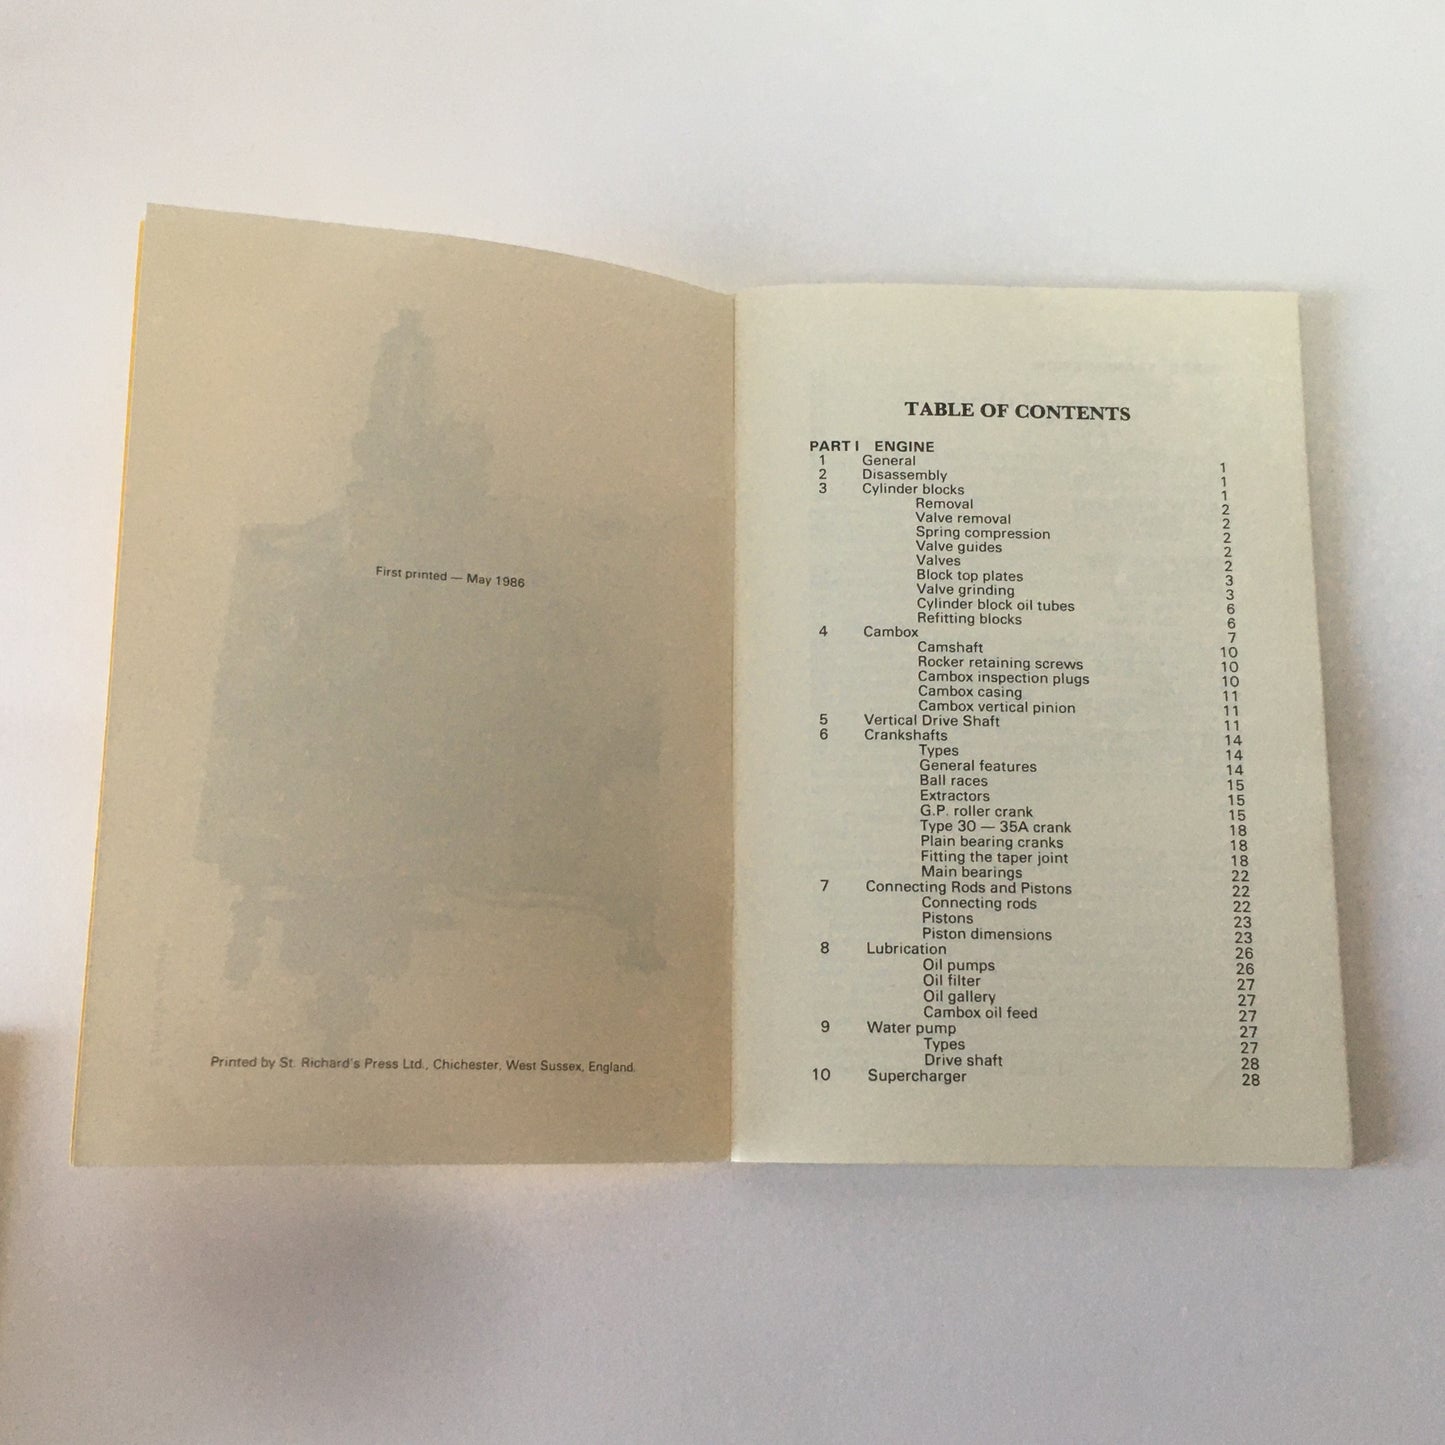 First printed — May 1986
Printed by St. Richard's Press Ltd., Chichester, West Sussex, England.
TABLE OF CONTENTS
PART I ENGINE
1 General 1
2 Disassembly 1
3 Cylinder blocks 1
Removal 2
Valve removal 2
Spring compression 2
Valve guides 2
Valves 2
Block top plates 3
Valve grinding 3
Cylinder block oil tubes 6
Refitting blocks 6
4 Cambox 7
Camshaft 10
Rocker retaining screws 10
Cambox inspection plugs 10
Cambox casing 11
Cambox vertical pinion 11
5 Vertical Drive Shaft 11
6 Crankshafts 14
Types 14
General features 14
Ball races 15
Extractors 15
G.P. roller crank 15
Type 30 — 35A crank 18
Plain bearing cranks 18
Fitting the taper joint 18
Main bearings 22
7 Connecting Rods and Pistons 22
Connecting rods 22
Pistons 23
Piston dimensions 23
8 Lubrication 26
Oil pumps 26
Oil filter 27
Oil gallery 27
Cambox oil feed 27
9 Water pump 27
Types 27
Drive shaft 28
10 Supercharger 28